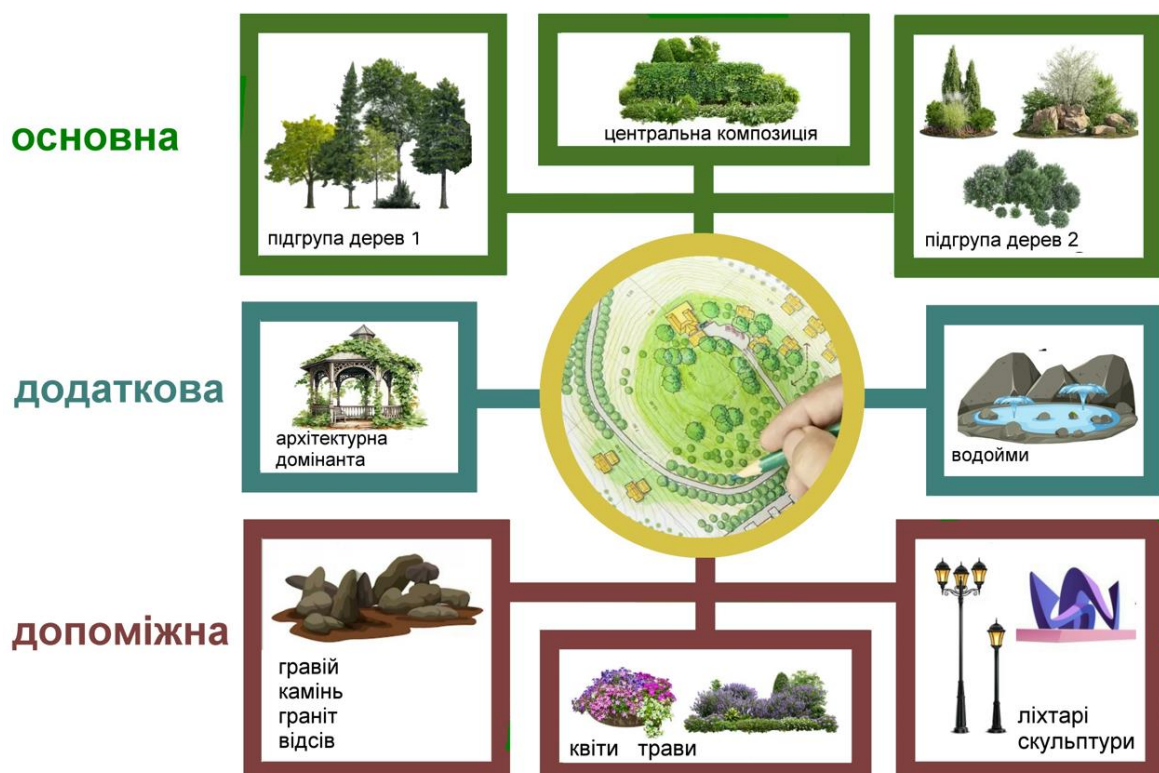 основна
центральна композиція
підгрупа дерев 1
підгрупа дерев 2
додаткова
архітектурна
домінанта
водойми
допоміжна
гравій
камінь
граніт
відсів
квіти трави
ліхтарі
скульптури